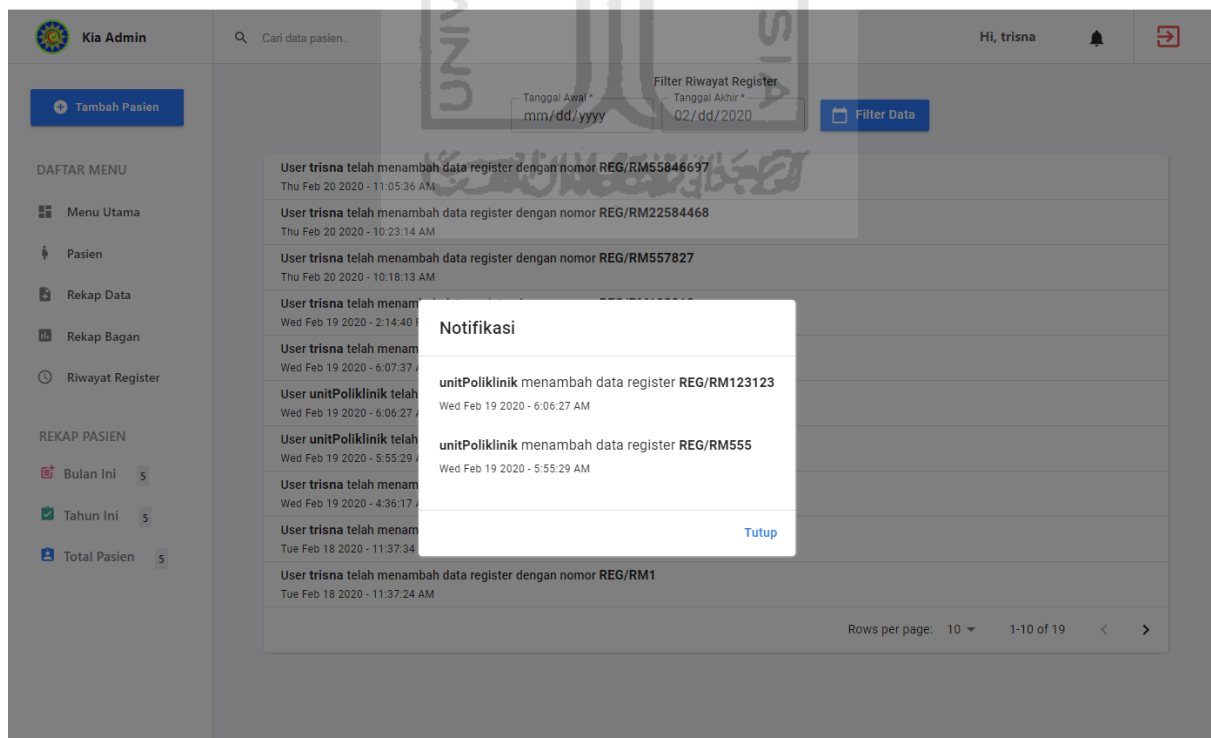 Kia Admin
Cari data pasien..
Hi, trisna
Tambah Pasien
Filter Riwayat Register
Tanggal Awal *
Tanggal Akhir *
mm/dd/yyyy
02/dd/2020
Filter Data
DAFTAR MENU
Menu Utama
Pasien
Rekap Data
Rekap Bagan
Riwayat Register
REKAP PASIEN
Bulan Ini 5
Tahun Ini 5
Total Pasien 5
User trisna telah menambah data register dengan nomor REG/RM55846697
Thu Feb 20 2020 - 11:05:36 AM
User trisna telah menambah data register dengan nomor REG/RM22584468
Thu Feb 20 2020 - 10:23:14 AM
User trisna telah menambah data register dengan nomor REG/RM557827
Thu Feb 20 2020 - 10:18:13 AM
User trisna telah menam
Wed Feb 19 2020 - 2:14:40
User trisna telah menam
Wed Feb 19 2020 - 6:07:37
User unitPoliklinik telah
Wed Feb 19 2020 - 6:06:27
User unitPoliklinik telah
Wed Feb 19 2020 - 5:55:29
User trisna telah menam
Wed Feb 19 2020 - 4:36:17
User trisna telah menam
Tue Feb 18 2020 - 11:37:34
User trisna telah menambah data register dengan nomor REG/RM1
Tue Feb 18 2020 - 11:37:24 AM
Rows per page: 10 1-10 of 19
Notifikasi
unitPoliklinik menambah data register REG/RM123123
Wed Feb 19 2020 - 6:06:27 AM
unitPoliklinik menambah data register REG/RM555
Wed Feb 19 2020 - 5:55:29 AM
Tutup